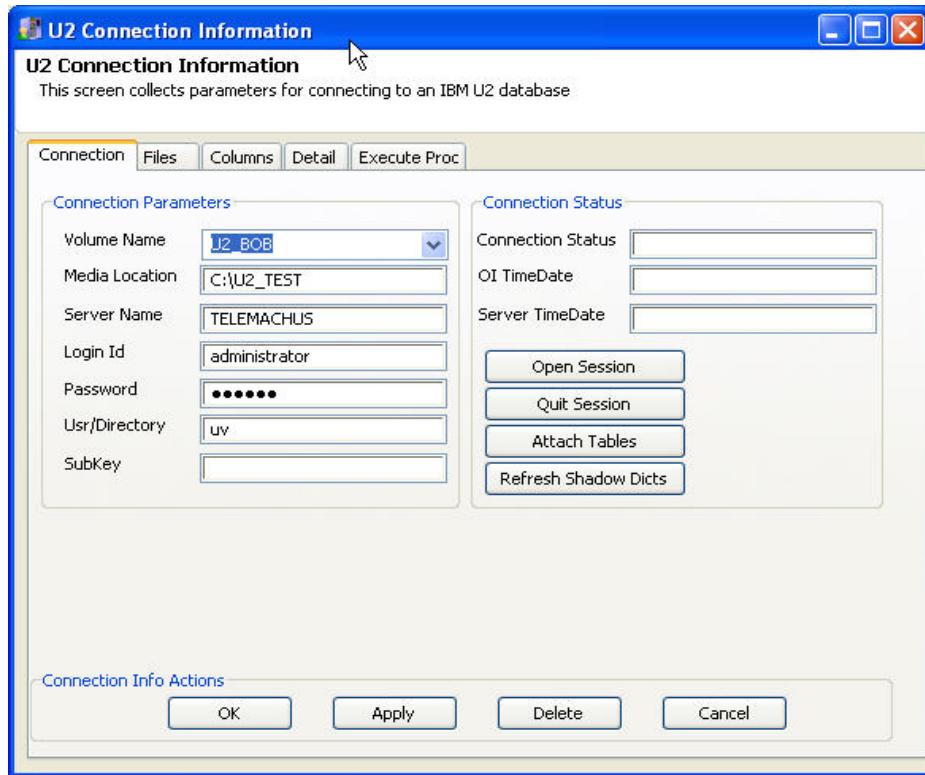 U2 Connection Information
U2 Connection Information
This screen collects parameters for connecting to an IBM U2 database
Connection Files Columns Detail Execute Proc
Connection Parameters
Volume Name U2_BOB
Media Location C:\U2_TEST
Server Name TELEMACHUS
Login Id administrator
Password ●●●●●●
Usr/Directory uv
SubKey
Connection Status
Connection Status
OI TimeDate
Server TimeDate
Open Session
Quit Session
Attach Tables
Refresh Shadow Dicts
Connection Info Actions
OK Apply Delete Cancel